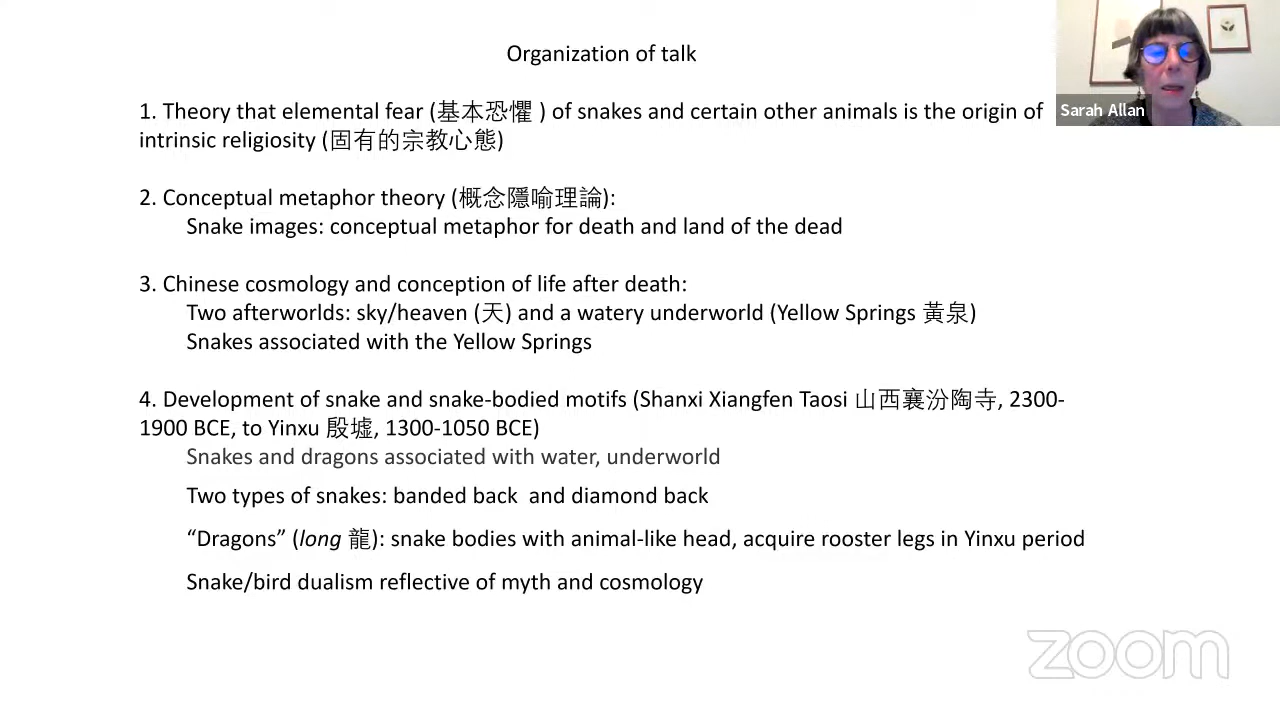 Organization of talk
Sarah Allan
1. Theory that elemental fear (基本恐懼 ) of snakes and certain other animals is the origin of
intrinsic religiosity (固有的宗教心態)
2. Conceptual metaphor theory (概念隱喻理論):
Snake images: conceptual metaphor for death and land of the dead
3. Chinese cosmology and conception of life after death:
Two afterworlds: sky/heaven (天) and a watery underworld (Yellow Springs 黃泉)
Snakes associated with the Yellow Springs
4. Development of snake and snake-bodied motifs (Shanxi Xiangfen Taosi 山西襄汾陶寺, 2300-
1900 BCE, to Yinxu 殷墟, 1300-1050 BCE)
Snakes and dragons associated with water, underworld
Two types of snakes: banded back  and diamond back
“Dragons” (long 龍): snake bodies with animal-like head, acquire rooster legs in Yinxu period
Snake/bird dualism reflective of myth and cosmology
zoom